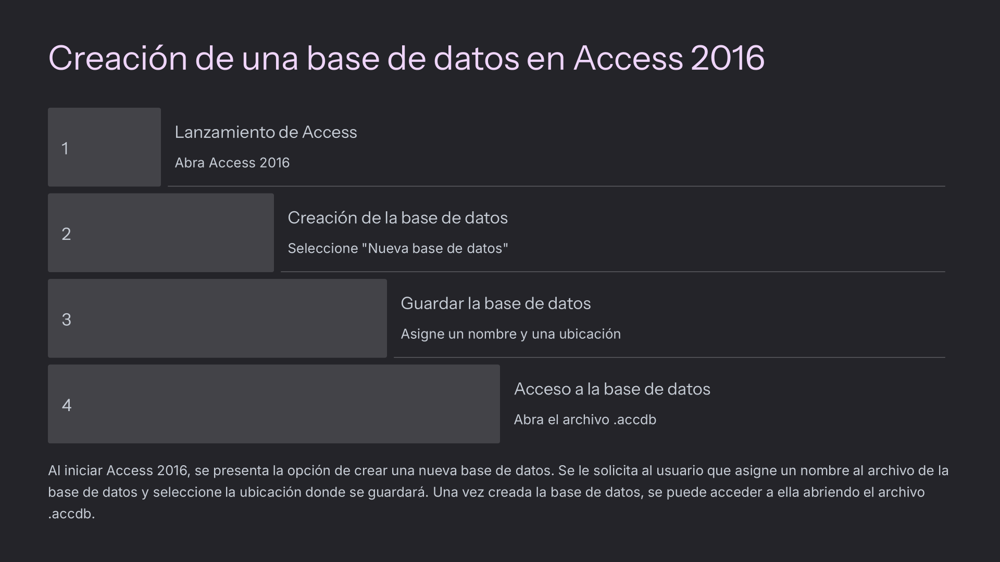 Creación de una base de datos en Access 2016
1
Lanzamiento de Access
Abra Access 2016
2
Creación de la base de datos
Seleccione "Nueva base de datos"
3
Guardar la base de datos
Asigne un nombre y una ubicación
4
Acceso a la base de datos
Abra el archivo .accdb
Al iniciar Access 2016, se presenta la opción de crear una nueva base de datos. Se le solicita al usuario que asigne un nombre al archivo de la
base de datos y seleccione la ubicación donde se guardará. Una vez creada la base de datos, se puede acceder a ella abriendo el archivo
.accdb.